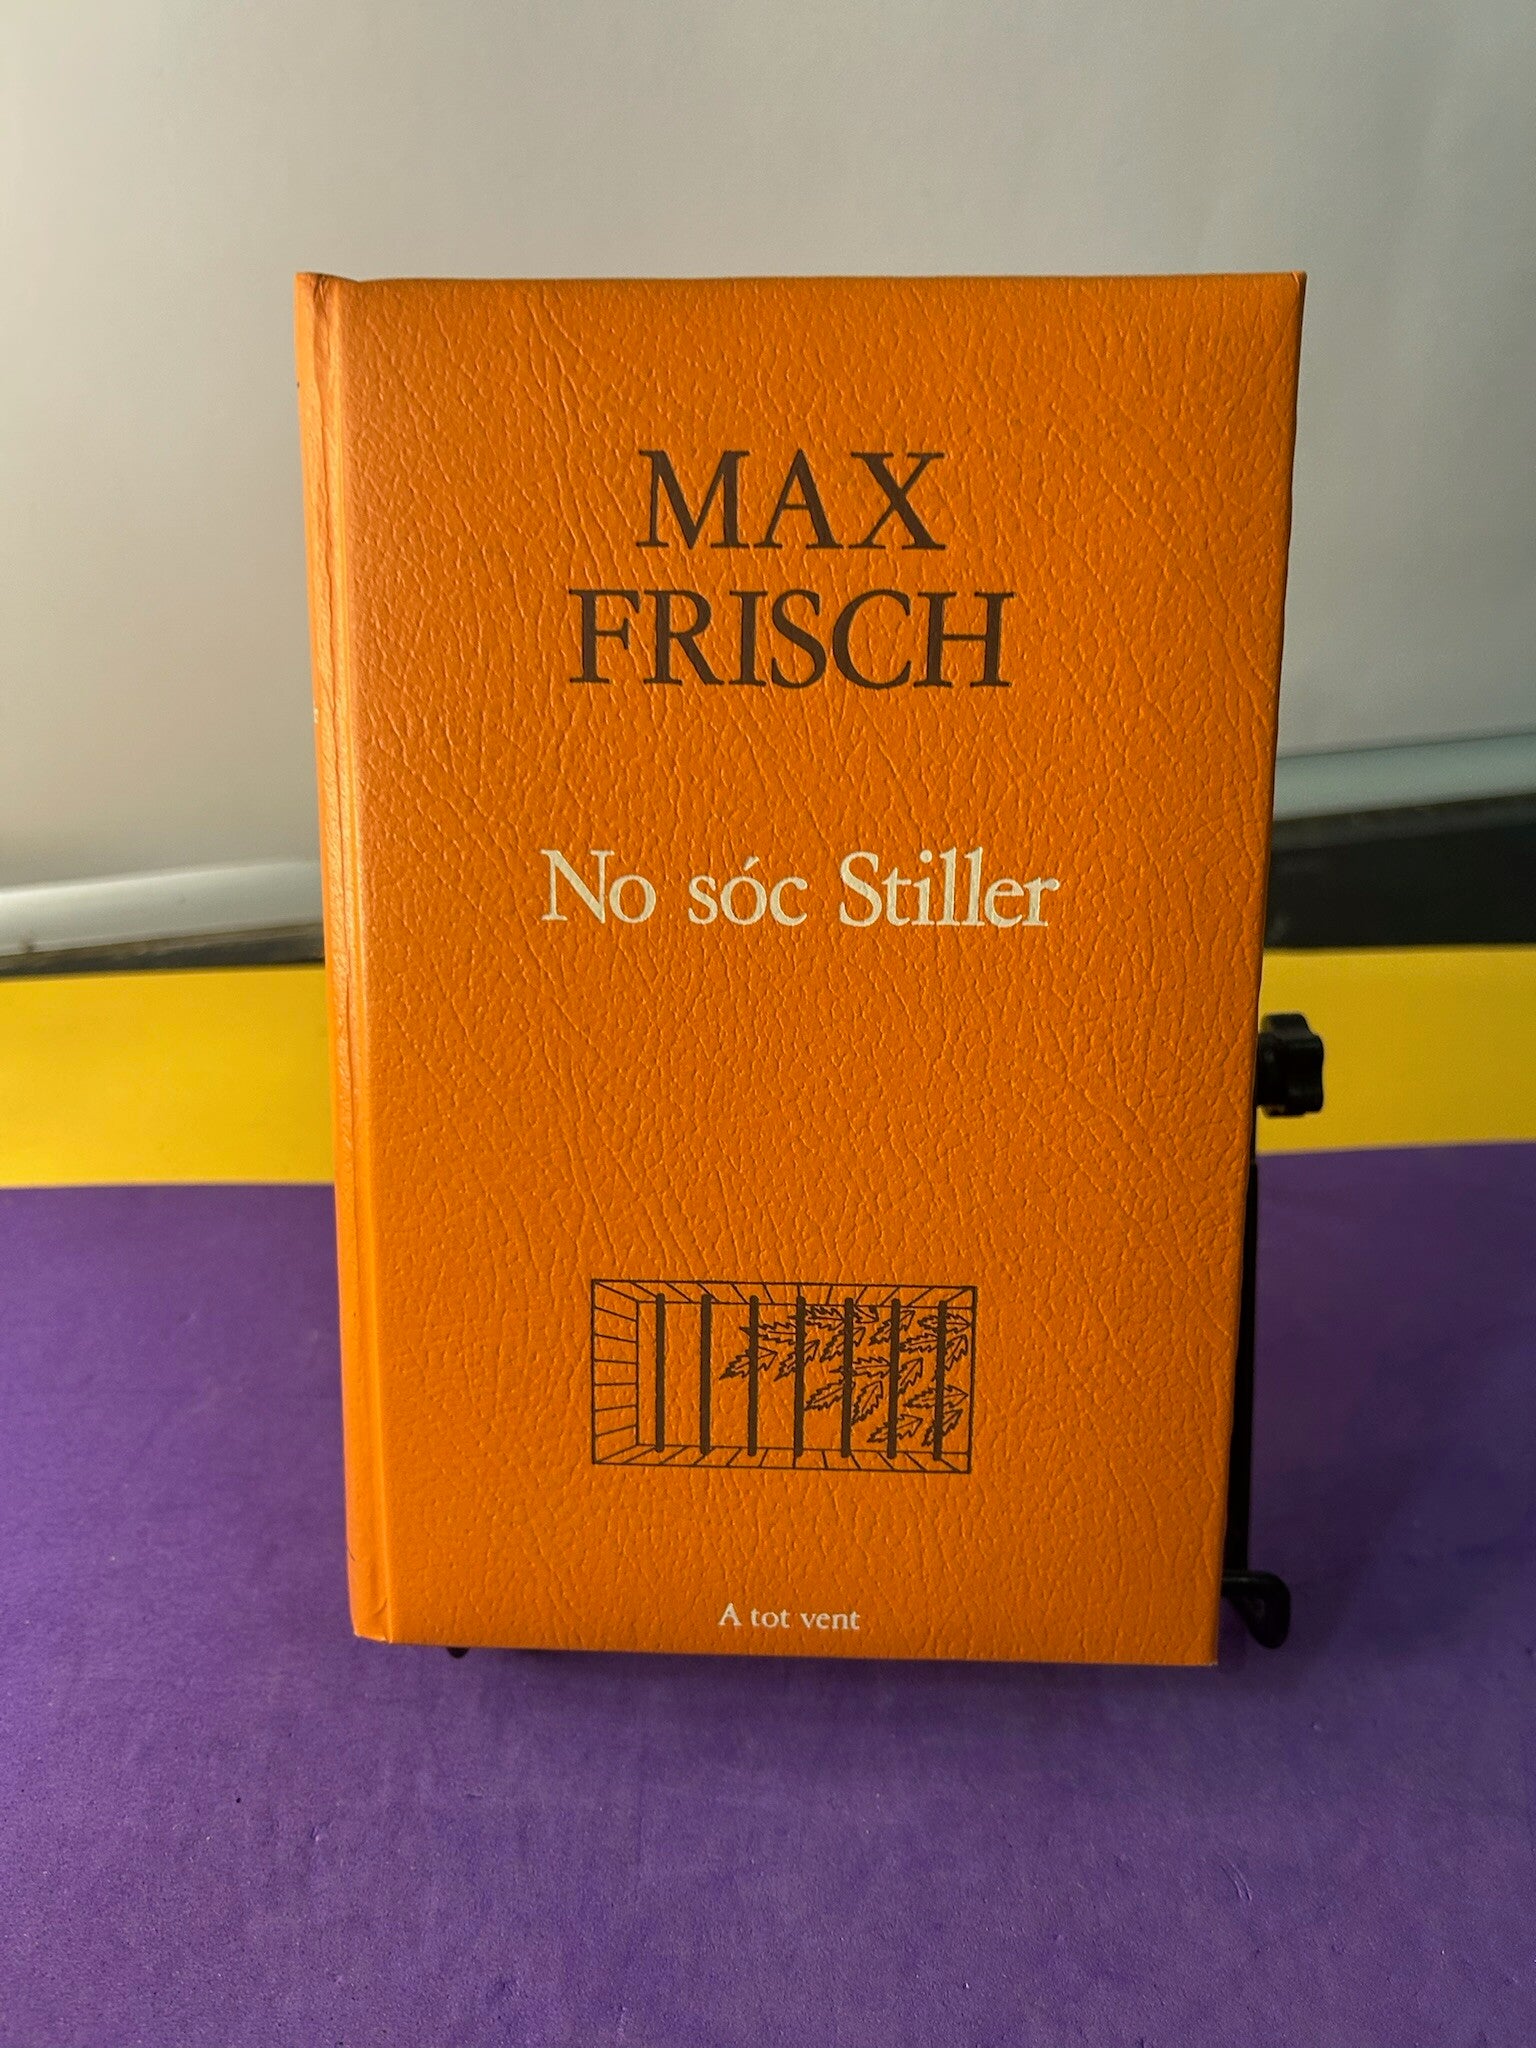 MAX
FRISCH
No sóc Stiller
A tot vent